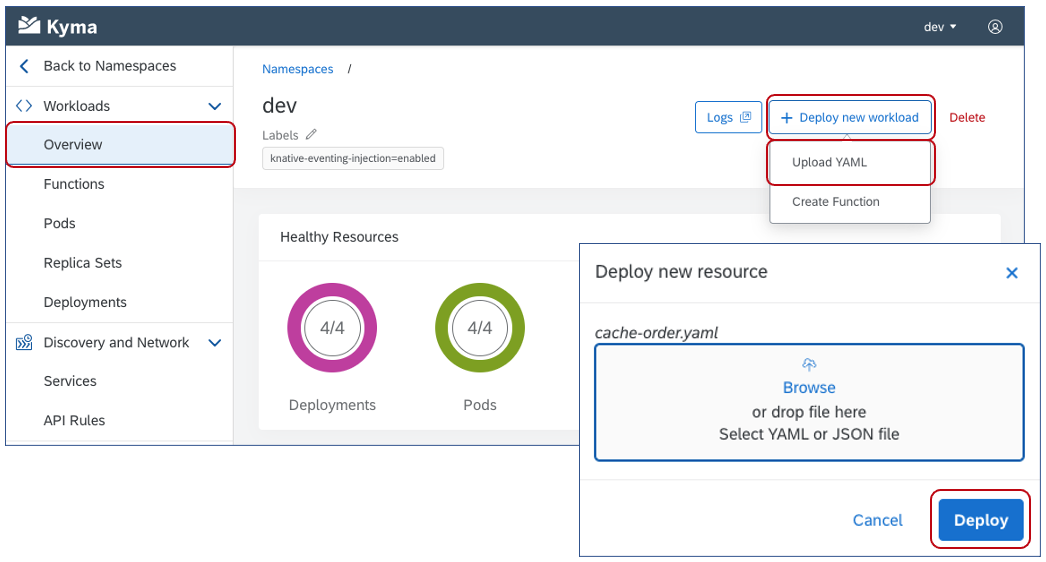 Kyma
dev
Back to Namespaces
Workloads
Overview
Functions
Pods
Replica Sets
Deployments
Discovery and Network
Services
API Rules
Namespaces /
dev
Labels
knative-eventing-injection=enabled
Logs
+ Deploy new workload
Delete
Upload YAML
Create Function
Healthy Resources
4/4
4/4
Deployments
Pods
Deploy new resource
cache-order.yaml
Browse
or drop file here
Select YAML or JSON file
Cancel
Deploy